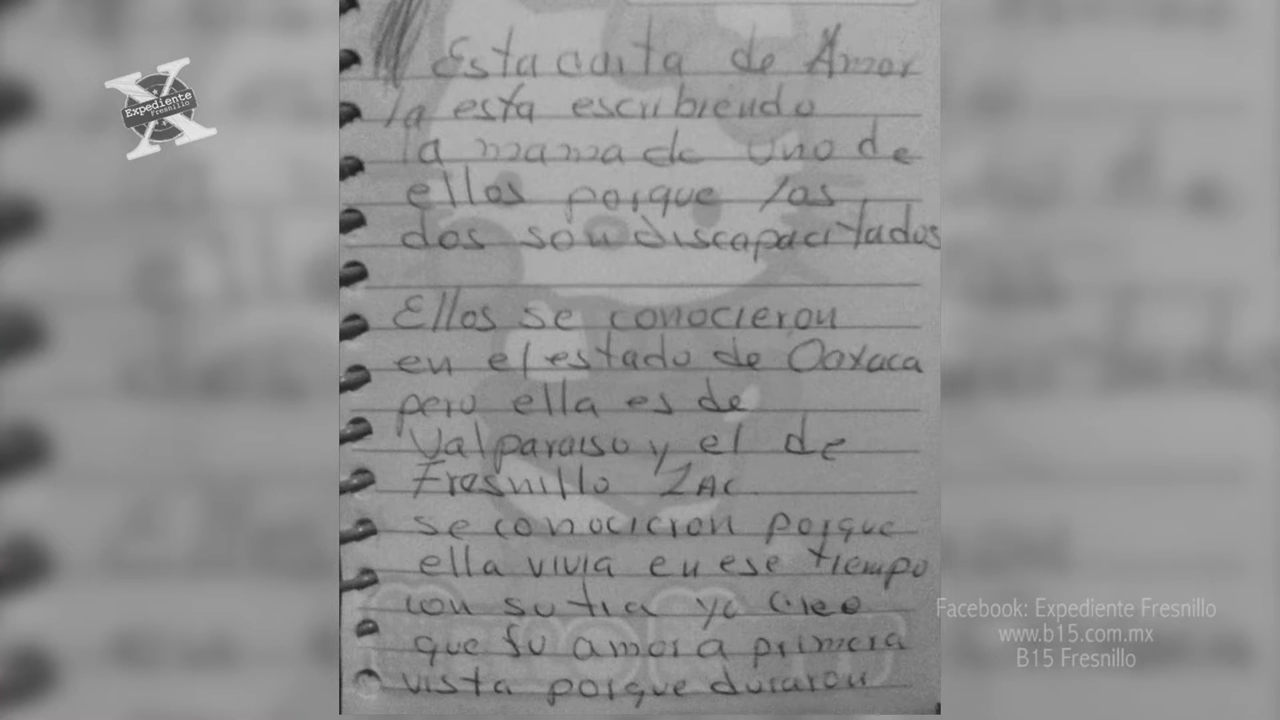 X
Expediente
Fresnillo
Esta carta de Amor
la esta escribiendo
la mama de uno de
ellos porque los
dos son discapacitados
Ellos se conocieron
en el estado de Oaxaca
pero ella es de
Valparaiso y el de
Fresnillo ZAC
se conocieron porque
ella vivia en ese tiempo
con su tia yo creo
que fu amor a primera
vista porque duraron
Facebook: Expediente Fresnillo
www.b15.com.mx
B15 Fresnillo